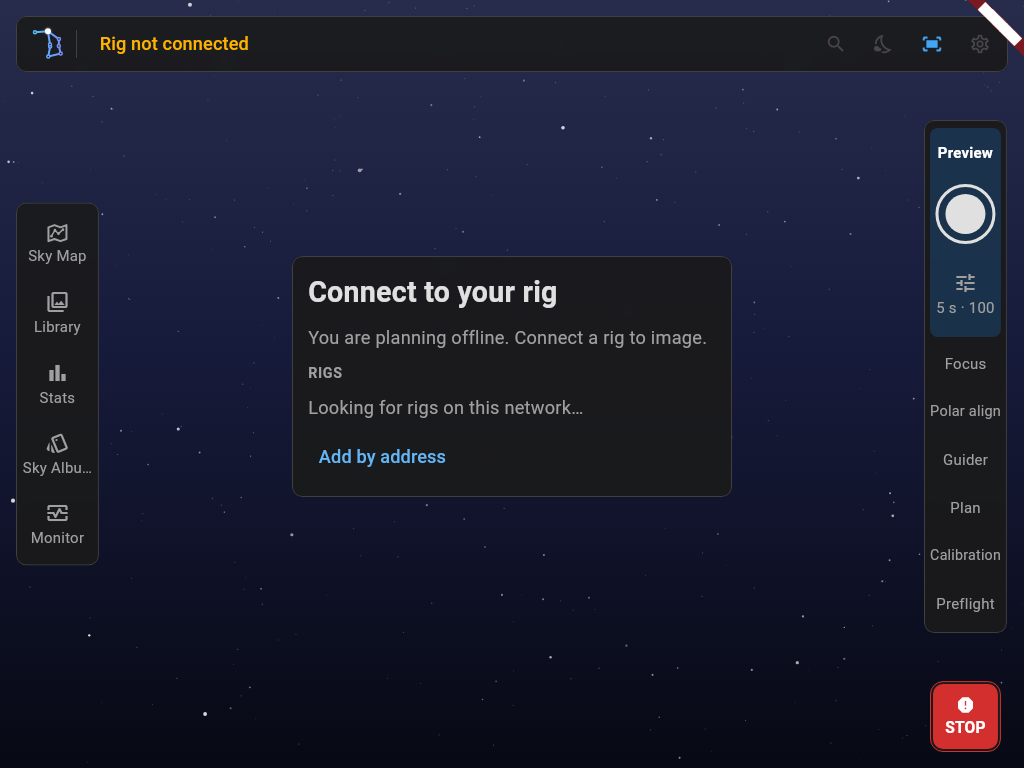 Rig not connected
Sky Map
Library
Stats
Sky Albu…
Monitor
Connect to your rig
You are planning offline. Connect a rig to image.
RIGS
Looking for rigs on this network…
Add by address
Preview
5 s · 100
Focus
Polar align
Guider
Plan
Calibration
Preflight
STOP